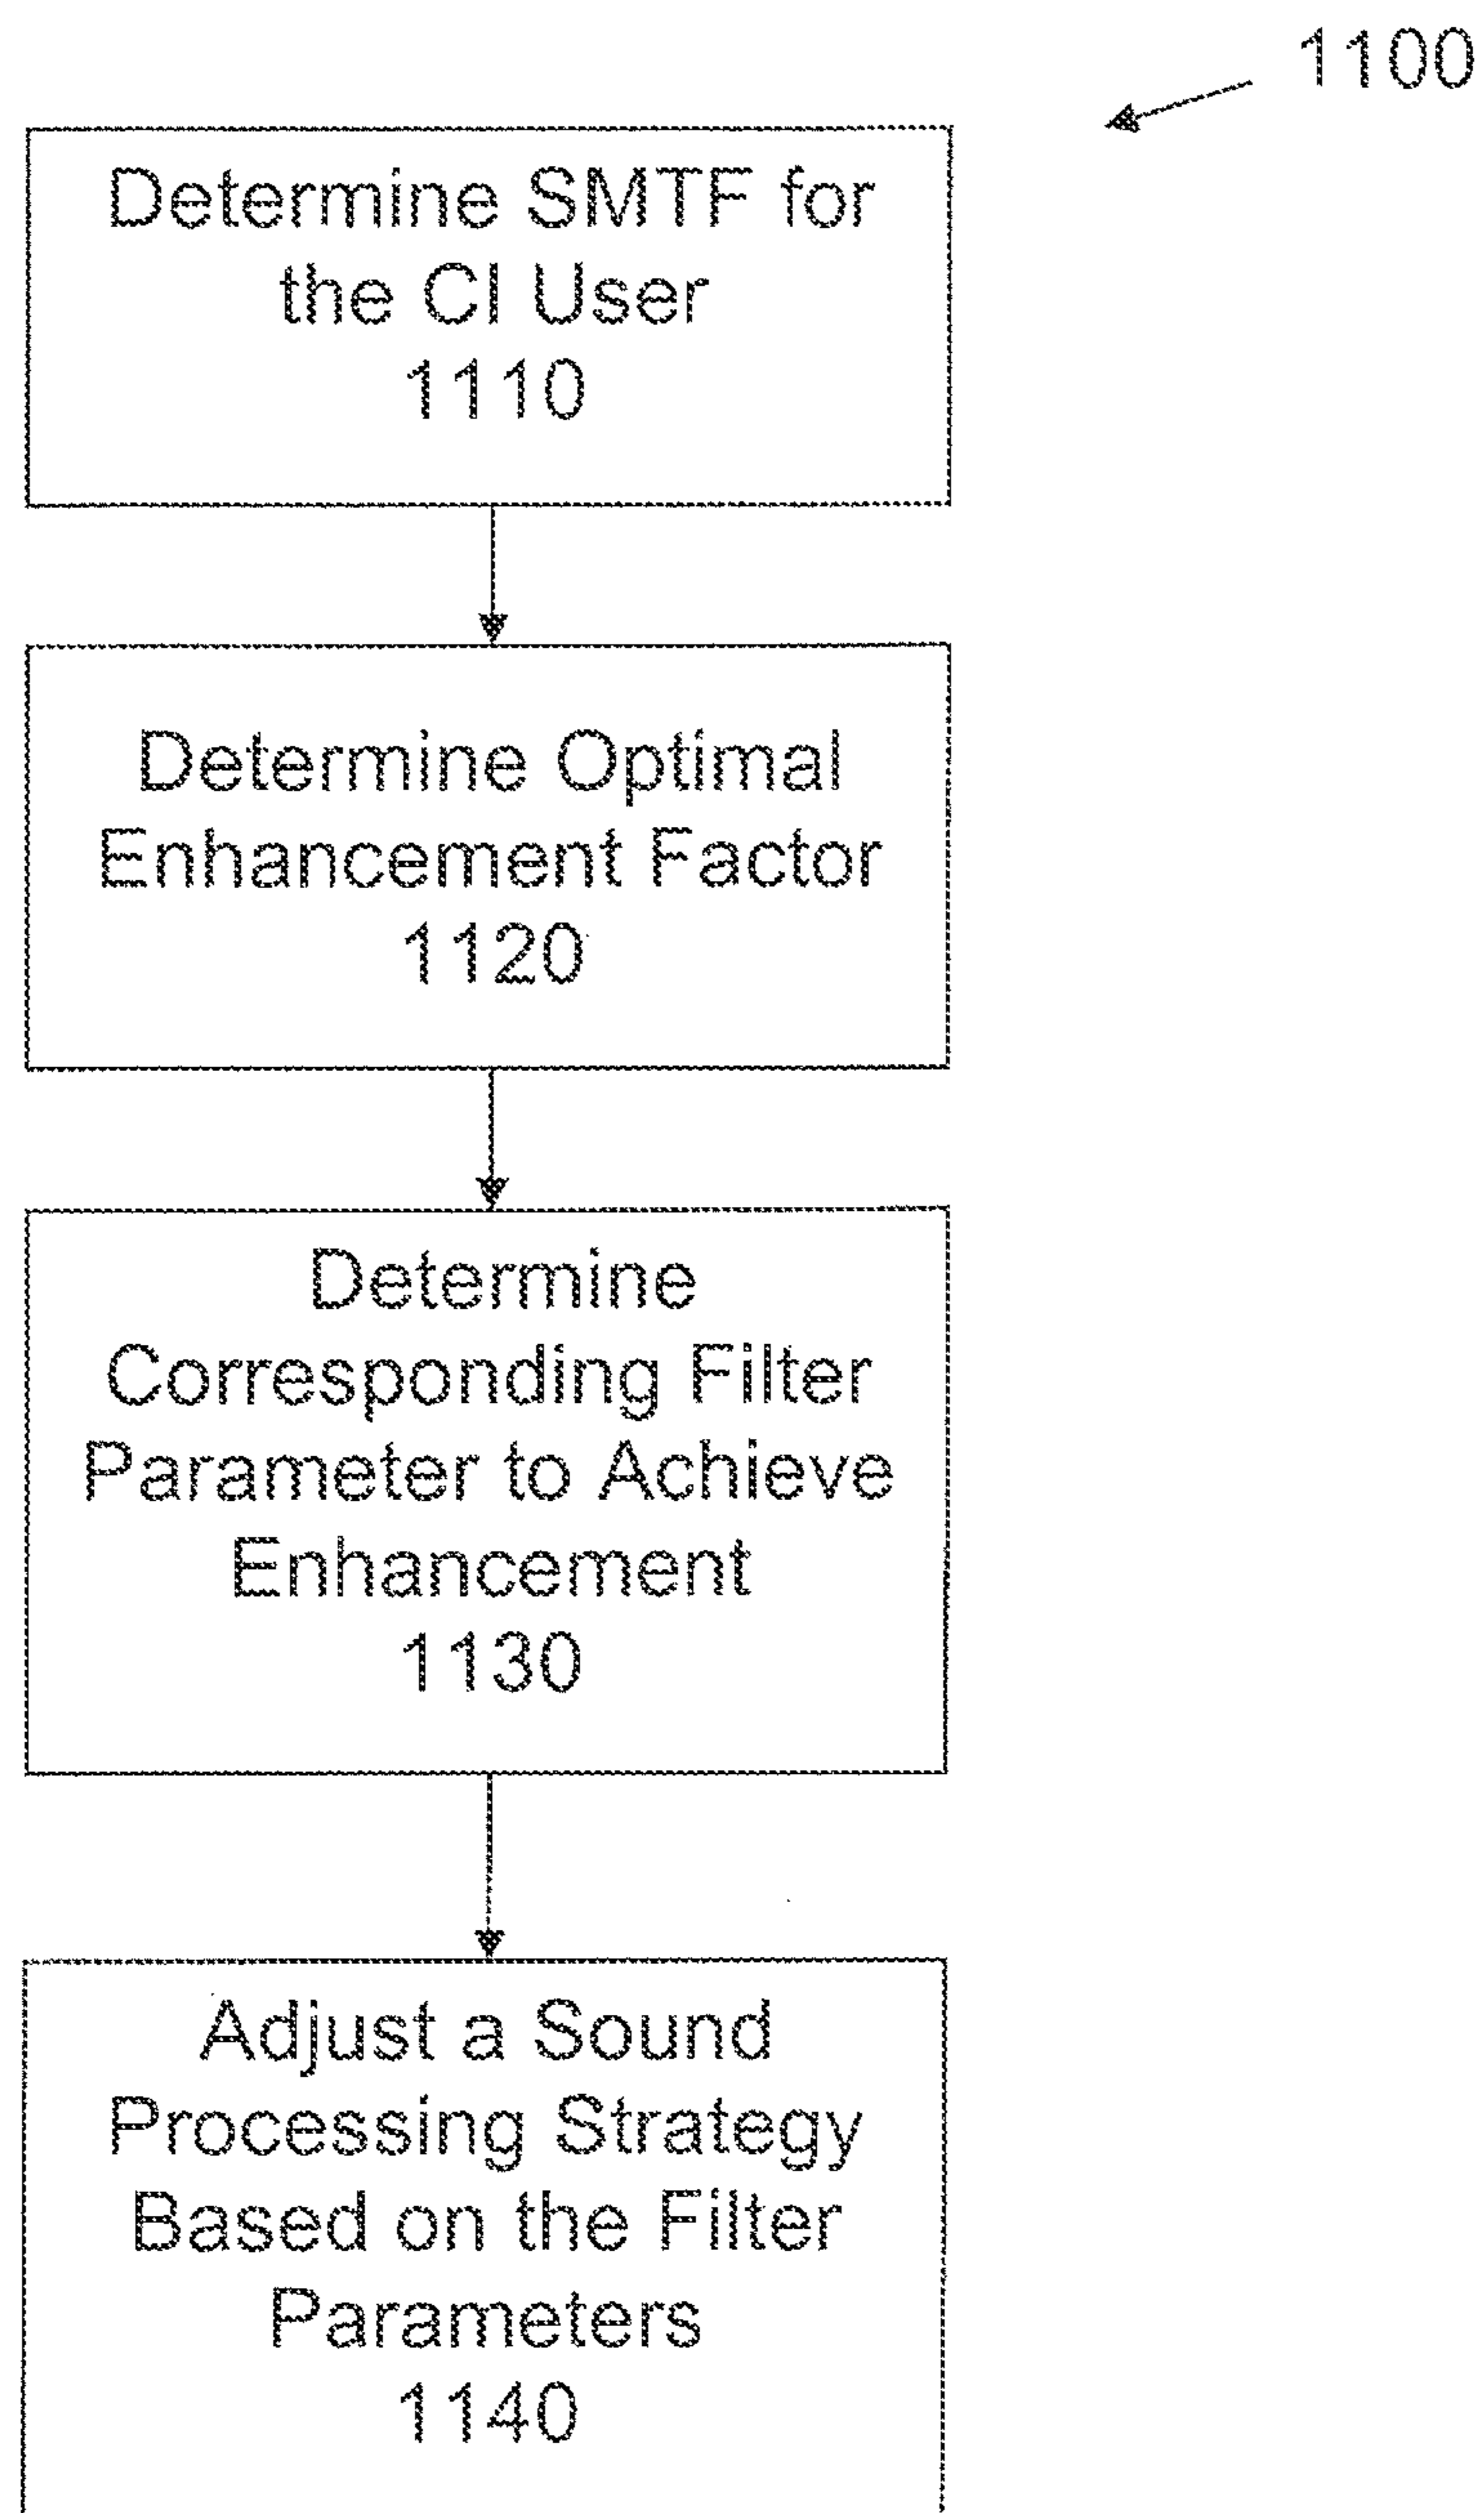 1100
Determine SMTF for
the CI User
1110
Determine Optimal
Enhancement Factor
1120
Determine
Corresponding Filter
Parameter to Achieve
Enhancement
1130
Adjust a Sound
Processing Strategy
Based on the Filter
Parameters
1140